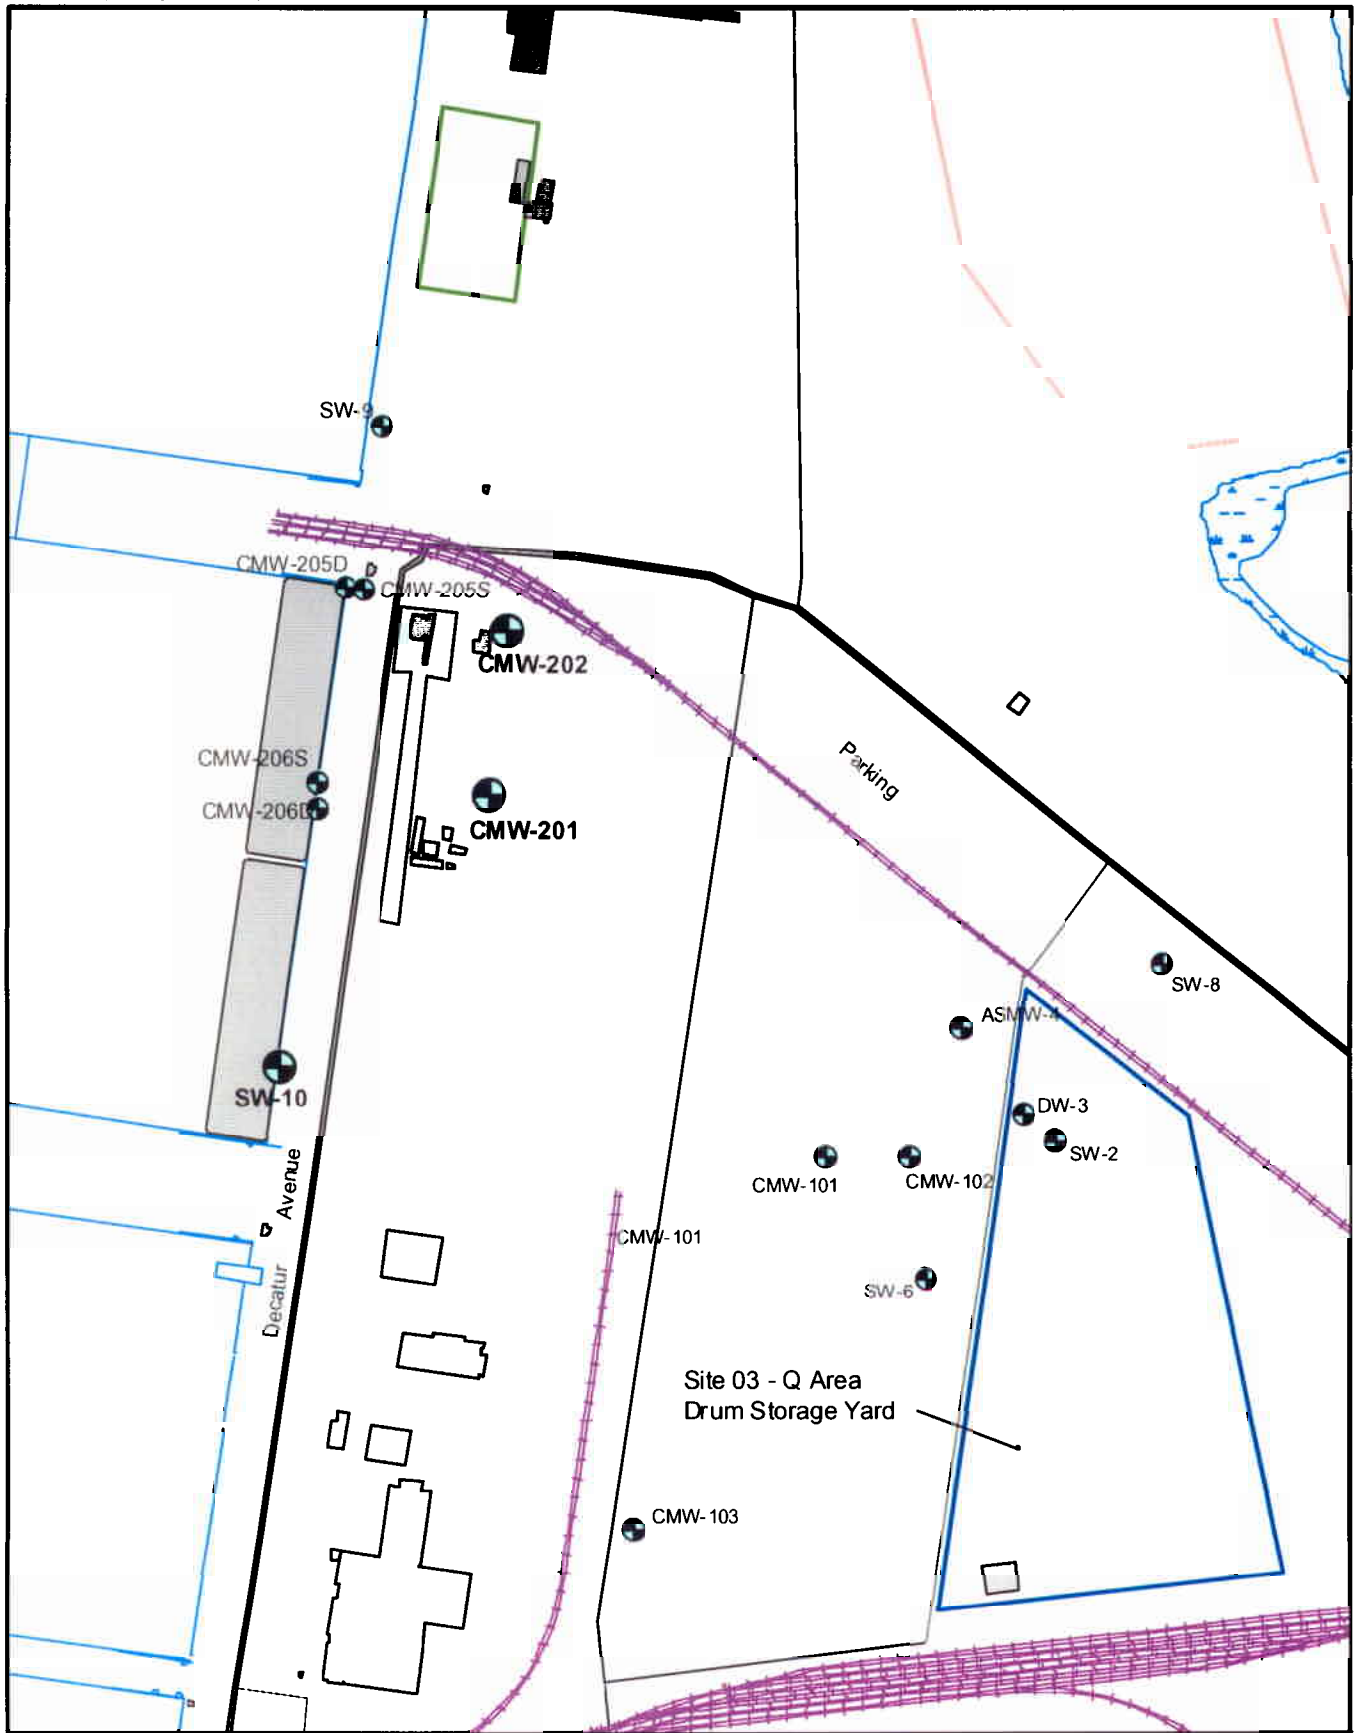 SW-9
CMW-205D
CMW-205S
CMW-202
CMW-206S
CMW-206D
CMW-201
Parking
SW-8
ASMW-4
SW-10
DW-3
SW-2
CMW-101
CMW-102
Decatur Avenue
CMW-101
SW-6
Site 03 - Q Area
Drum Storage Yard
CMW-103